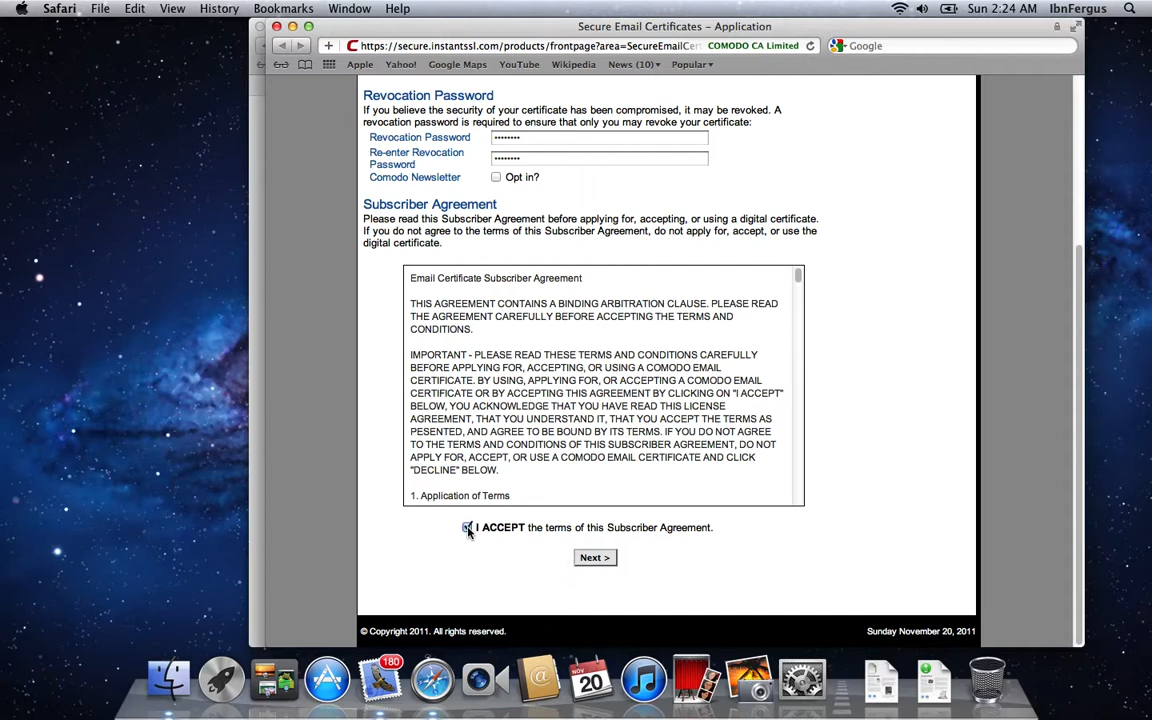 Safari File Edit View History Bookmarks Window Help Sun 2:24 AM IbnFergus
Secure Email Certificates – Application
https://secure.instantssl.com/products/frontpage?area=SecureEmailCer COMODO CA Limited Google
Apple Yahoo! Google Maps YouTube Wikipedia News (10) Popular
Revocation Password
If you believe the security of your certificate has been compromised, it may be revoked. A
revocation password is required to ensure that only you may revoke your certificate:
Revocation Password ••••••••
Re-enter Revocation
Password ••••••••
Comodo Newsletter Opt in?
Subscriber Agreement
Please read this Subscriber Agreement before applying for, accepting, or using a digital certificate.
If you do not agree to the terms of this Subscriber Agreement, do not apply for, accept, or use the
digital certificate.
Email Certificate Subscriber Agreement
THIS AGREEMENT CONTAINS A BINDING ARBITRATION CLAUSE. PLEASE READ
THE AGREEMENT CAREFULLY BEFORE ACCEPTING THE TERMS AND
CONDITIONS.
IMPORTANT - PLEASE READ THESE TERMS AND CONDITIONS CAREFULLY
BEFORE APPLYING FOR, ACCEPTING, OR USING A COMODO EMAIL
CERTIFICATE. BY USING, APPLYING FOR, OR ACCEPTING A COMODO EMAIL
CERTIFICATE OR BY ACCEPTING THIS AGREEMENT BY CLICKING ON "I ACCEPT"
BELOW, YOU ACKNOWLEDGE THAT YOU HAVE READ THIS LICENSE
AGREEMENT, THAT YOU UNDERSTAND IT, THAT YOU ACCEPT THE TERMS AS
PESENTED, AND AGREE TO BE BOUND BY ITS TERMS. IF YOU DO NOT AGREE
TO THE TERMS AND CONDITIONS OF THIS SUBSCRIBER AGREEMENT, DO NOT
APPLY FOR, ACCEPT, OR USE A COMODO EMAIL CERTIFICATE AND CLICK
"DECLINE" BELOW.
1. Application of Terms
I ACCEPT the terms of this Subscriber Agreement.
Next >
© Copyright 2011. All rights reserved. Sunday November 20, 2011
180
NOV
20